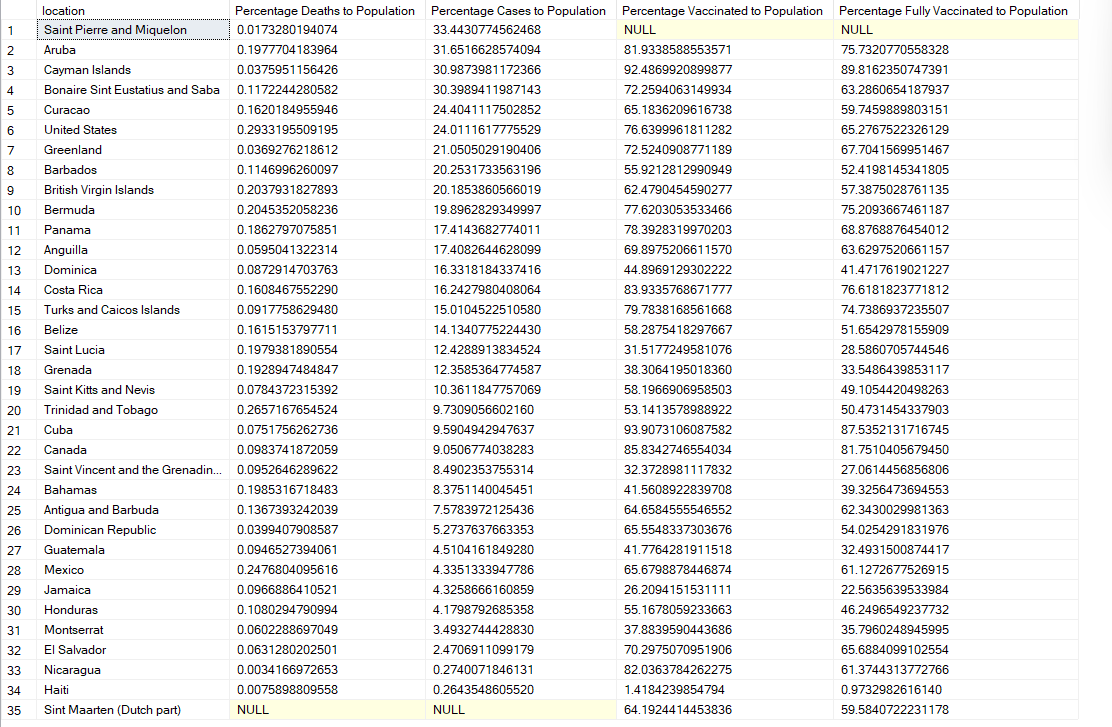 location Percentage Deaths to Population Percentage Cases to Population Percentage Vaccinated to Population Percentage Fully Vaccinated to Population
1 Saint Pierre and Miquelon 0.0173280194074 33.4430774562468 NULL NULL
2 Aruba 0.1977704183964 31.6516628574094 81.9338588553571 75.7320770558328
3 Cayman Islands 0.0375951156426 30.9873981172366 92.4869920899877 89.8162350747391
4 Bonaire Sint Eustatius and Saba 0.1172244280582 30.3989411987143 72.2594063149934 63.2860654187937
5 Curacao 0.1620184955946 24.4041117502852 65.1836209616738 59.7459889803151
6 United States 0.2933195509195 24.0111617775529 76.6399961811282 65.2767522326129
7 Greenland 0.0369276218612 21.0505029190406 72.5240908771189 67.7041569951467
8 Barbados 0.1146996260097 20.2531733563196 55.9212812990949 52.4198145341805
9 British Virgin Islands 0.2037931827893 20.1853860566019 62.4790454590277 57.3875028761135
10 Bermuda 0.2045352058236 19.8962829349997 77.6203053533466 75.2093667461187
11 Panama 0.1862797075851 17.4143682774011 78.3928319970203 68.8768876454012
12 Anguilla 0.0595041322314 17.4082644628099 69.8975206611570 63.6297520661157
13 Dominica 0.0872914703763 16.3318184337416 44.8969129302222 41.4717619021227
14 Costa Rica 0.1608467552290 16.2427980408064 83.9335768671777 76.6181823771812
15 Turks and Caicos Islands 0.0917758629480 15.0104522510580 79.7838168561668 74.7386937235507
16 Belize 0.1615153797711 14.1340775224430 58.2875418297667 51.6542978155909
17 Saint Lucia 0.1979381890554 12.4288913834524 31.5177249581076 28.5860705744546
18 Grenada 0.1928947484847 12.3585364774587 38.3064195018360 33.5486439853117
19 Saint Kitts and Nevis 0.0784372315392 10.3611847757069 58.1966906958503 49.1054420498263
20 Trinidad and Tobago 0.2657167654524 9.7309056602160 53.1413578988922 50.4731454337903
21 Cuba 0.0751756262736 9.5904942947637 93.9073106087582 87.5352131716745
22 Canada 0.0983741872059 9.0506774038283 85.8342746554034 81.7510405679450
23 Saint Vincent and the Grenadin... 0.0952646289622 8.4902353755314 32.3728981117832 27.0614456856806
24 Bahamas 0.1985316718483 8.3751140045451 41.5608922839708 39.3256473694553
25 Antigua and Barbuda 0.1367393242039 7.5783972125436 64.6584555546552 62.3430029981363
26 Dominican Republic 0.0399407908587 5.2737637663353 65.5548337303676 54.0254291831976
27 Guatemala 0.0946527394061 4.5104161849280 41.7764281911518 32.4931500874417
28 Mexico 0.2476804095616 4.3351333947786 65.6798878446874 61.1272677526915
29 Jamaica 0.0966886410521 4.3258666160859 26.2094151531111 22.5635639533984
30 Honduras 0.1080294790994 4.1798792685358 55.1678059233663 46.2496549237732
31 Montserrat 0.0602288697049 3.4932744428830 37.8839590443686 35.7960248945995
32 El Salvador 0.0631280202501 2.4706911099179 70.2975070951906 65.6884099102554
33 Nicaragua 0.0034166972653 0.2740071846131 82.0363784262275 61.3744313772766
34 Haiti 0.0075898809558 0.2643548605520 1.4184239854794 0.9732982616140
35 Sint Maarten (Dutch part) NULL NULL 64.1924414453836 59.5840722231178